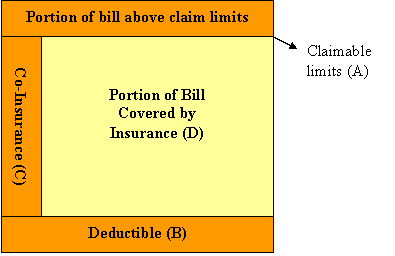 Portion of bill above claim limits
Claimable
limits (A)
Co-Insurance (C)
Portion of Bill
Covered by
Insurance (D)
Deductible (B)